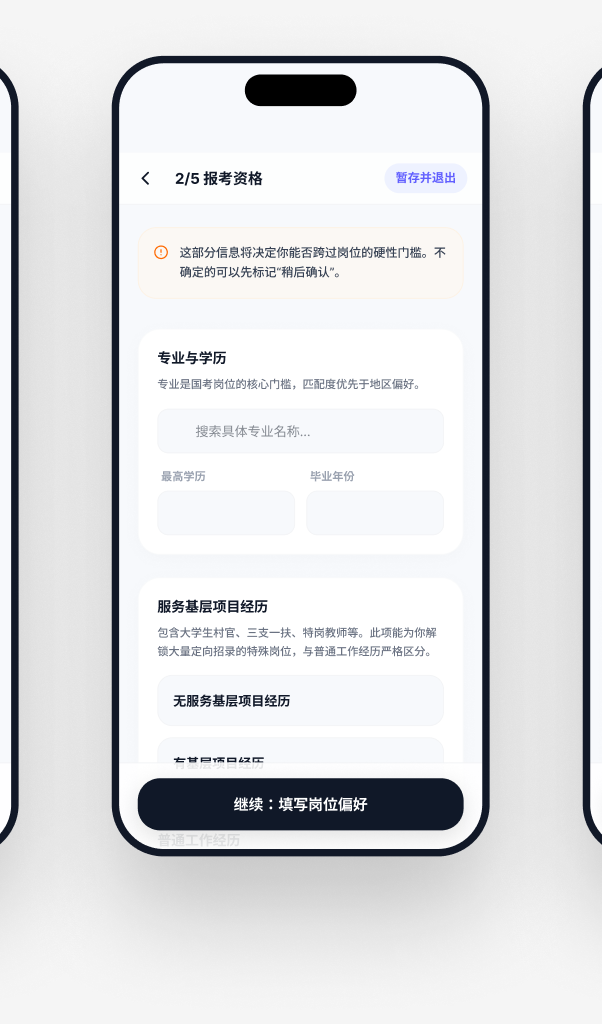 2/5 报考资格
暂存并退出
这部分信息将决定你能否跨过岗位的硬性门槛。不
确定的可以先标记“稍后确认”。
专业与学历
专业是国考岗位的核心门槛，匹配度优先于地区偏好。
搜索具体专业名称...
最高学历
毕业年份
服务基层项目经历
包含大学生村官、三支一扶、特岗教师等。此项能为你解
锁大量定向招录的特殊岗位，与普通工作经历严格区分。
无服务基层项目经历
有基层项目经历
继续：填写岗位偏好
普通工作经历